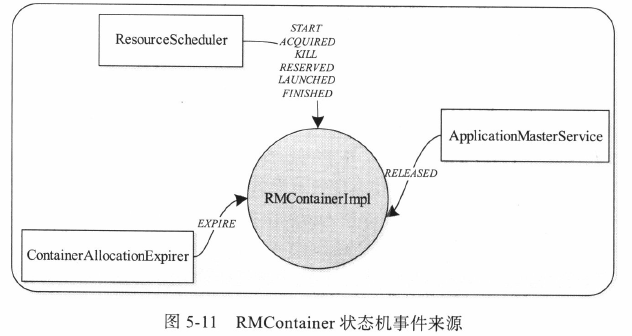 ResourceScheduler
START
ACQUIRED
KILL
RESERVED
LAUNCHED
FINISHED
ApplicationMasterService
RELEASED
RMContainerImpl
EXPIRE
ContainerAllocationExpirer
图 5-11 RMContainer 状态机事件来源